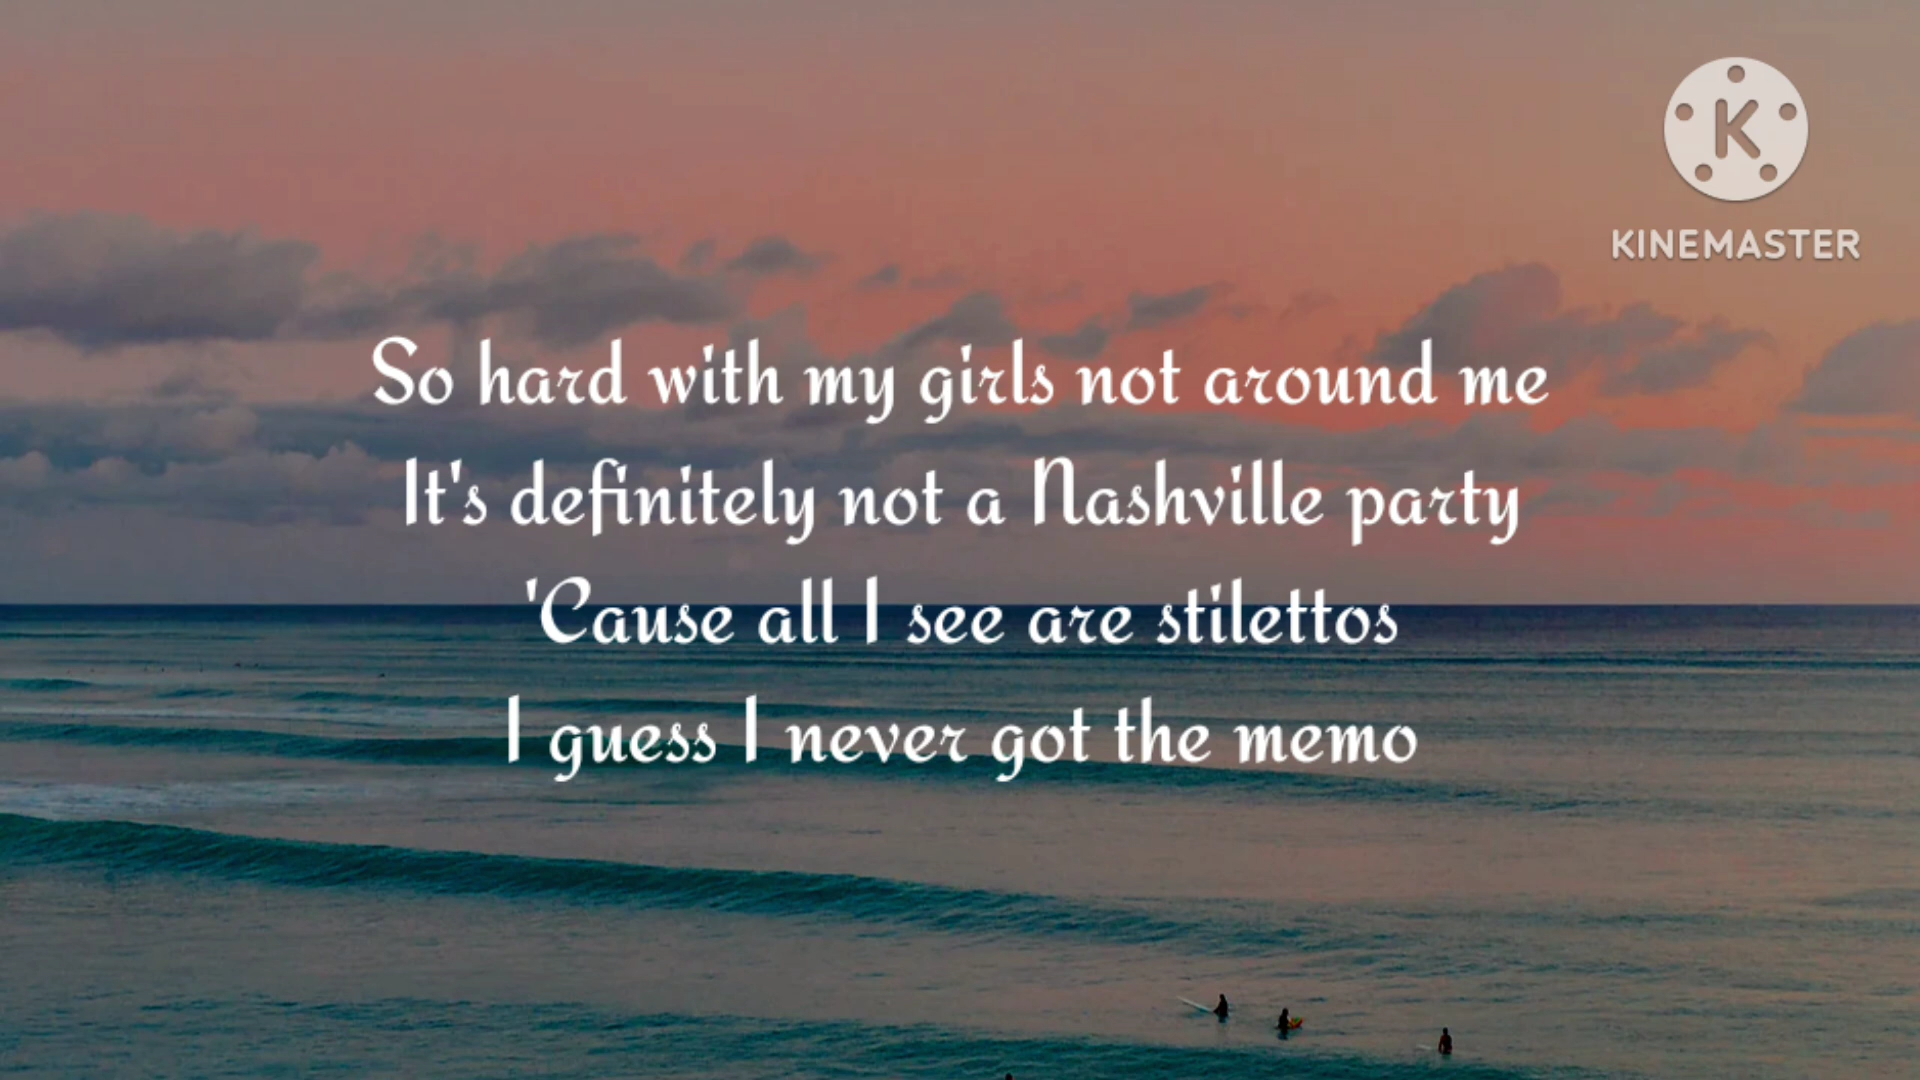 K
KINEMASTER
So hard with my girls not around me
It's definitely not a Nashville party
'Cause all I see are stilettos
I guess I never got the memo